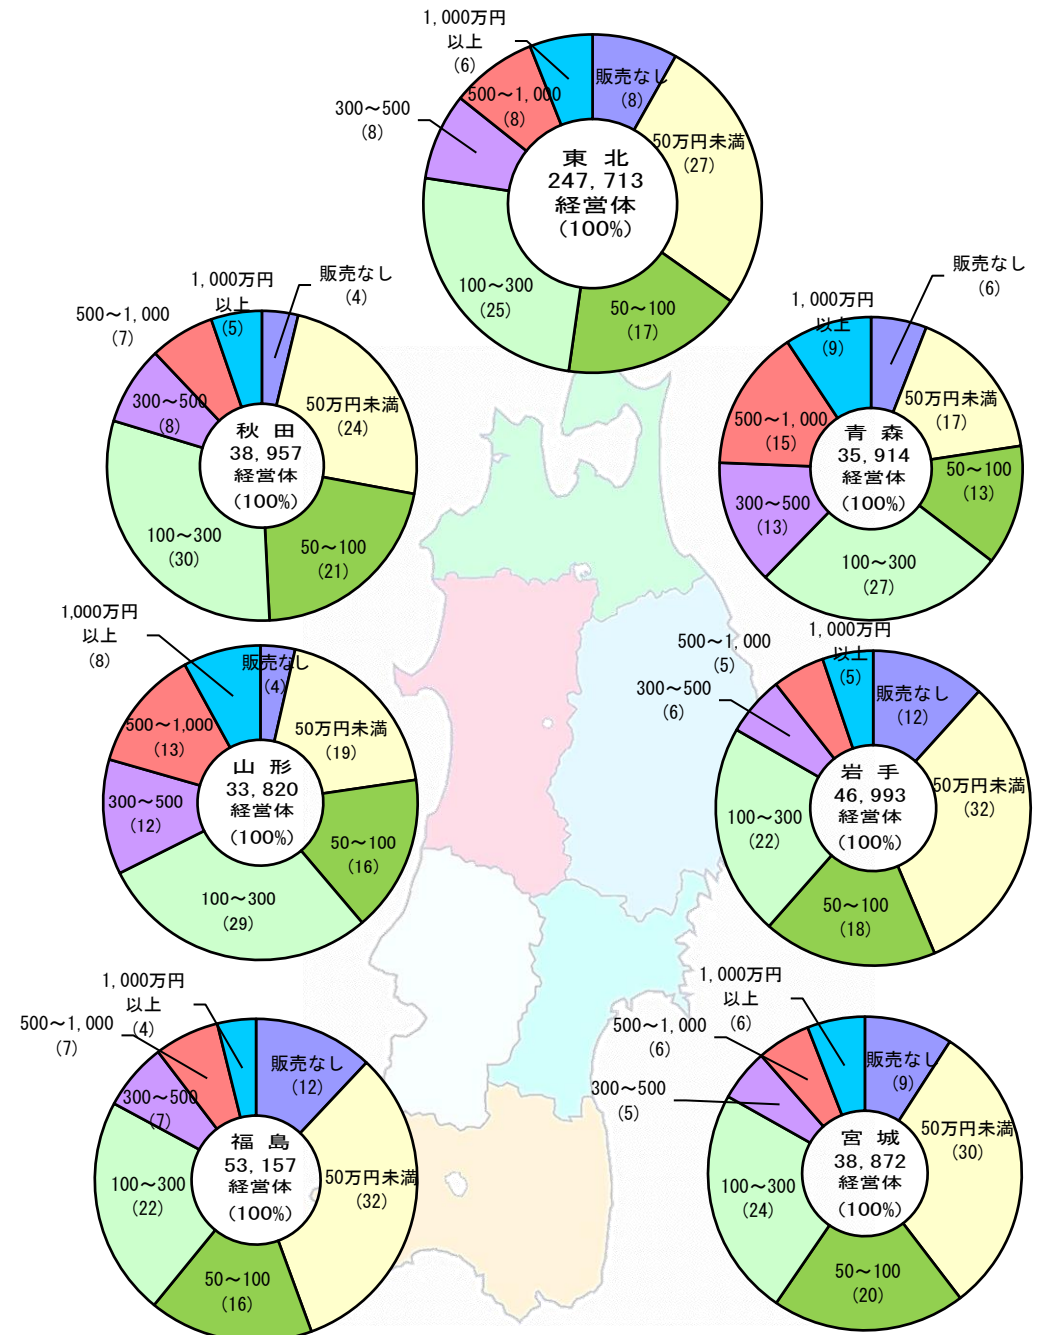 1,000万円
以上
(6)
販売なし
(8)
500～1,000
(8)
300～500
(8)
50万円未満
(27)
東 北
247,713
経営体
(100%)
100～300
(25)
50～100
(17)
1,000万円
以上
(5)
販売なし
(4)
500～1,000
(7)
300～500
(8)
50万円未満
(24)
秋 田
38,957
経営体
(100%)
100～300
(30)
50～100
(21)
販売なし
(6)
1,000万円
以上
(9)
50万円未満
(17)
500～1,000
(15)
青 森
35,914
経営体
(100%)
50～100
(13)
300～500
(13)
100～300
(27)
1,000万円
以上
(8)
販売なし
(4)
500～1,000
(13)
50万円未満
(19)
山 形
33,820
経営体
(100%)
300～500
(12)
50～100
(16)
100～300
(29)
1,000万円
以上
(5)
500～1,000
(5)
300～500
(6)
販売なし
(12)
岩 手
46,993
経営体
(100%)
50万円未満
(32)
100～300
(22)
50～100
(18)
1,000万円
以上
(4)
500～1,000
(7)
販売なし
(12)
300～500
(7)
福 島
53,157
経営体
(100%)
50万円未満
(32)
100～300
(22)
50～100
(16)
1,000万円
以上
(6)
500～1,000
(6)
300～500
(5)
販売なし
(9)
50万円未満
(30)
宮 城
38,872
経営体
(100%)
100～300
(24)
50～100
(20)